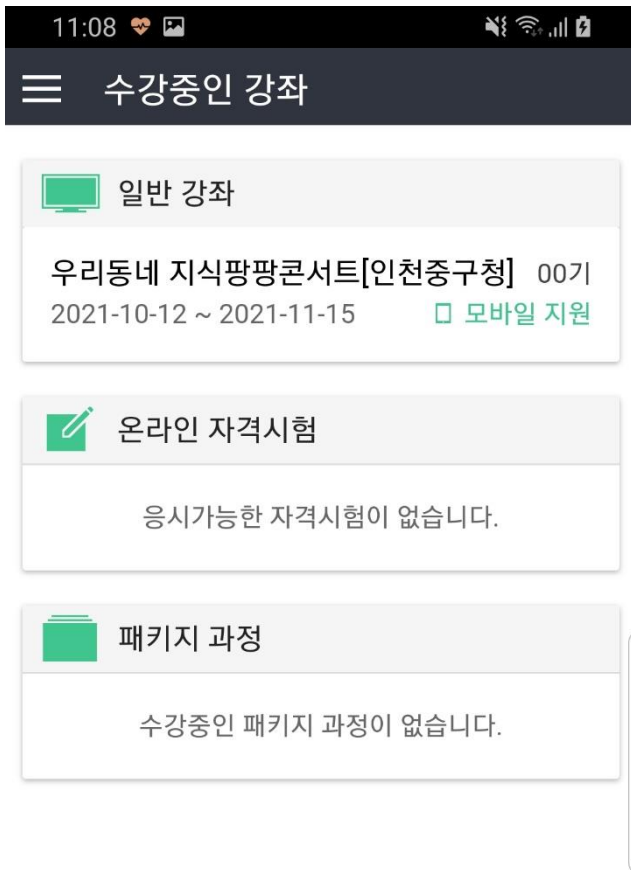 11:08
수강중인 강좌
일반 강좌
우리동네 지식팡팡콘서트[인천중구청] 00기
2021-10-12 ~ 2021-11-15 모바일 지원
온라인 자격시험
응시가능한 자격시험이 없습니다.
패키지 과정
수강중인 패키지 과정이 없습니다.